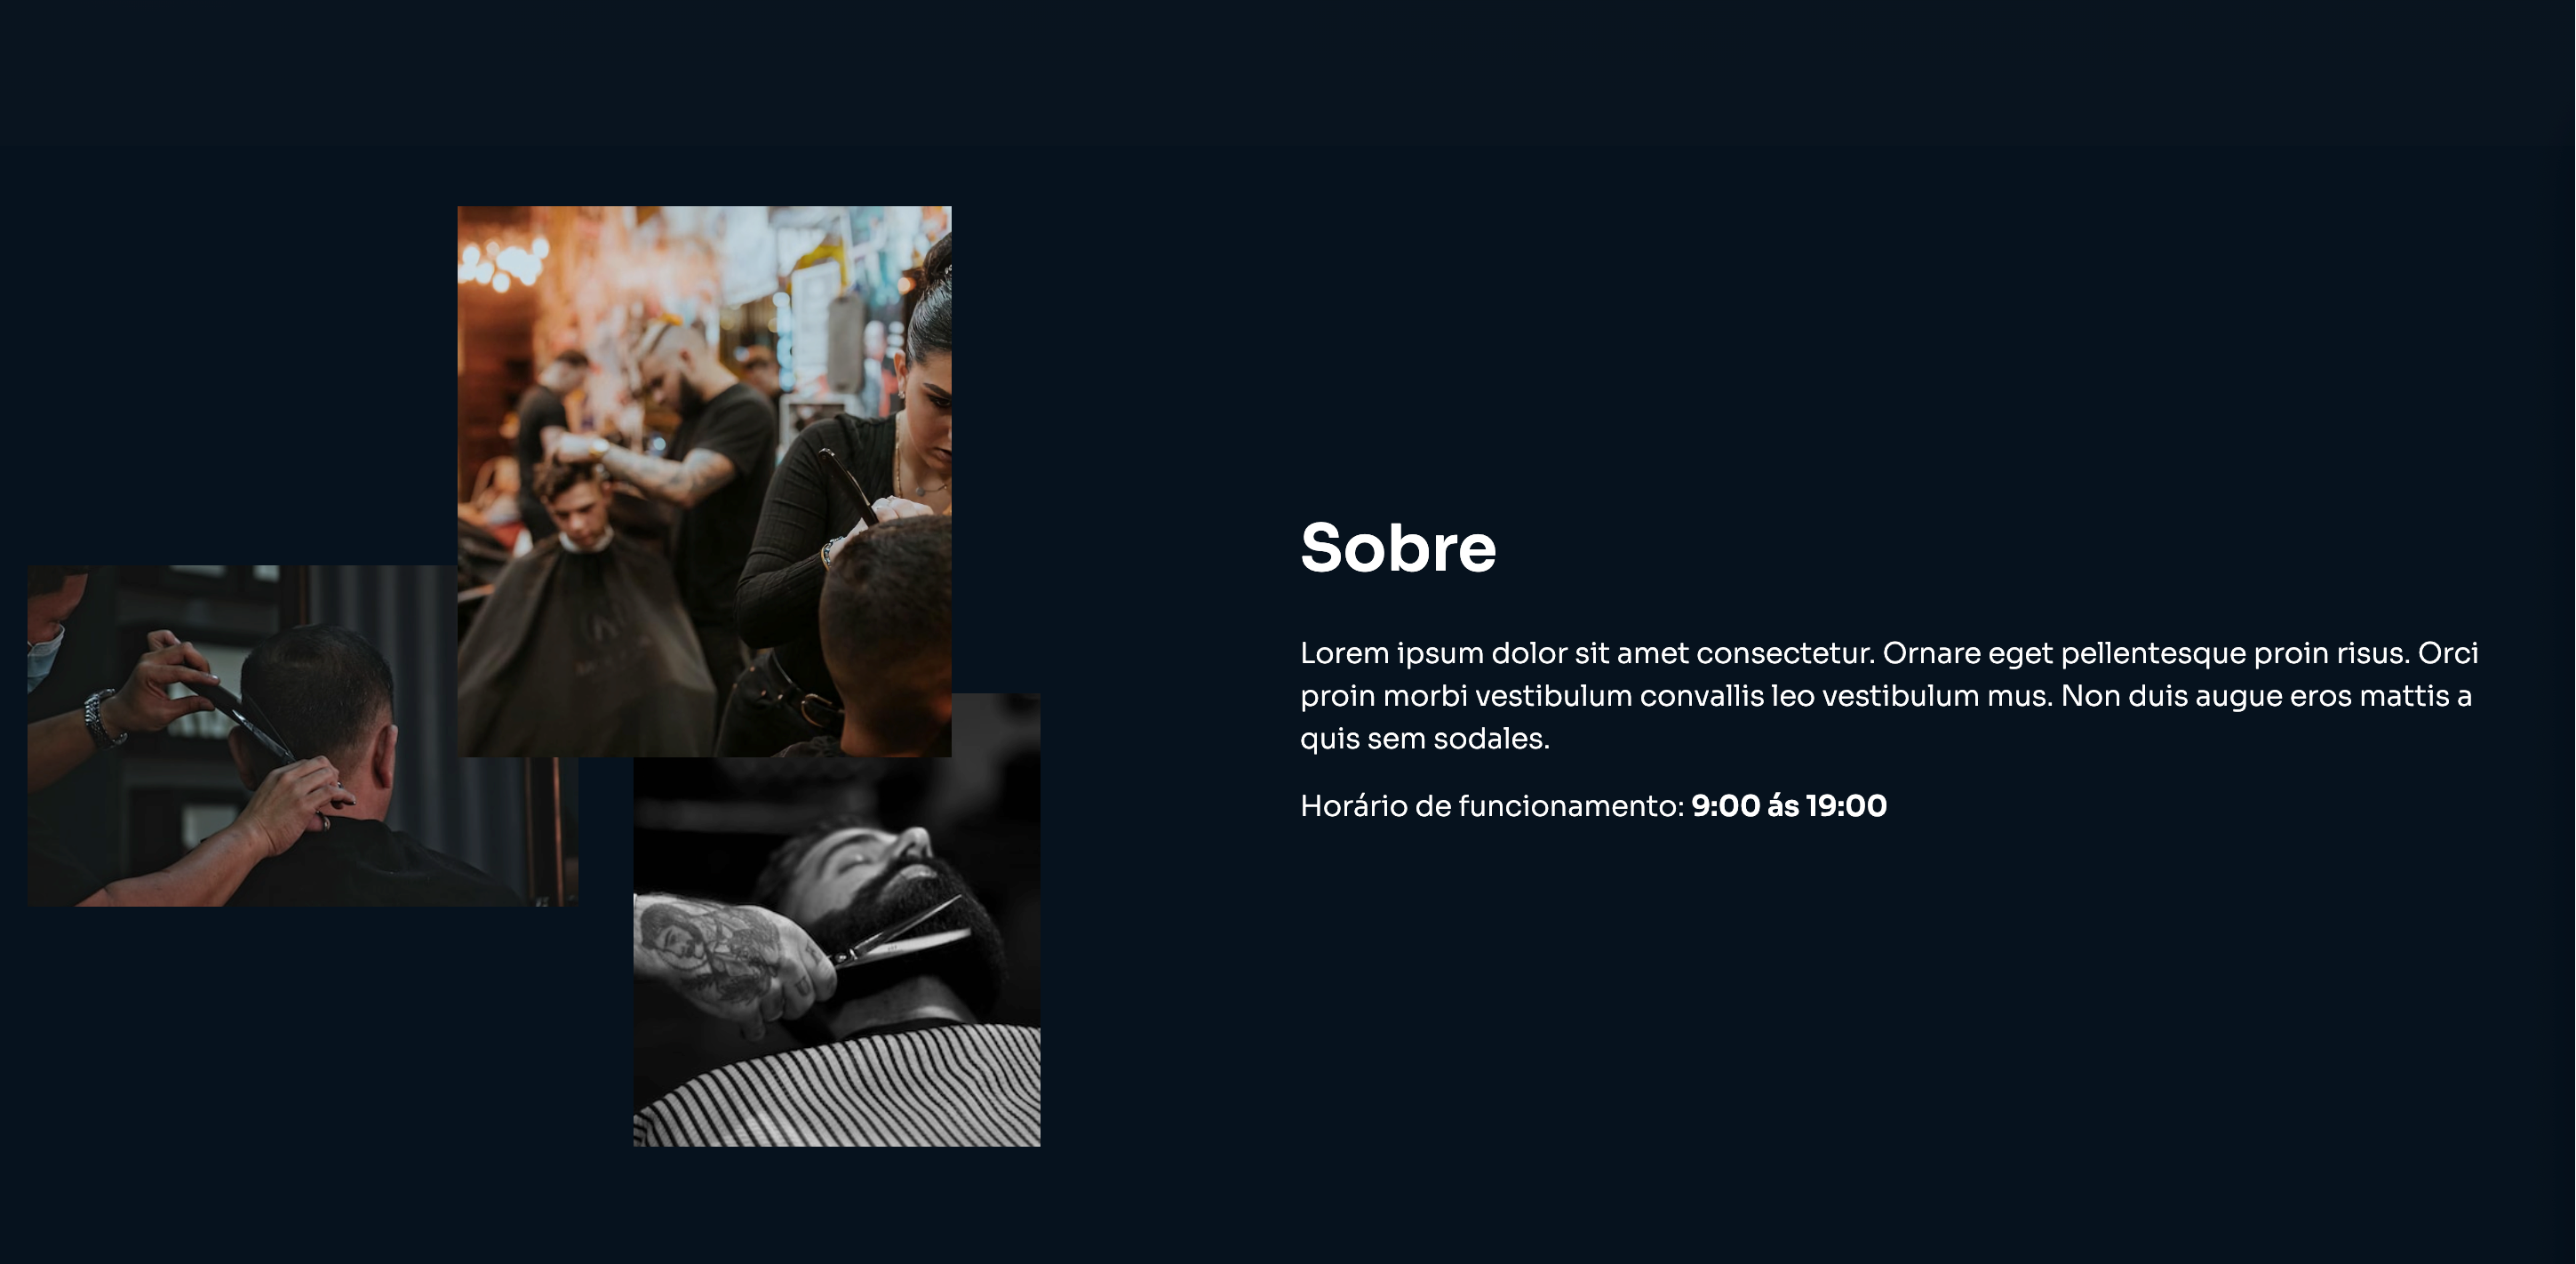 Sobre
Lorem ipsum dolor sit amet consectetur. Ornare eget pellentesque proin risus. Orci
proin morbi vestibulum convallis leo vestibulum mus. Non duis augue eros mattis a
quis sem sodales.
Horário de funcionamento: 9:00 ás 19:00